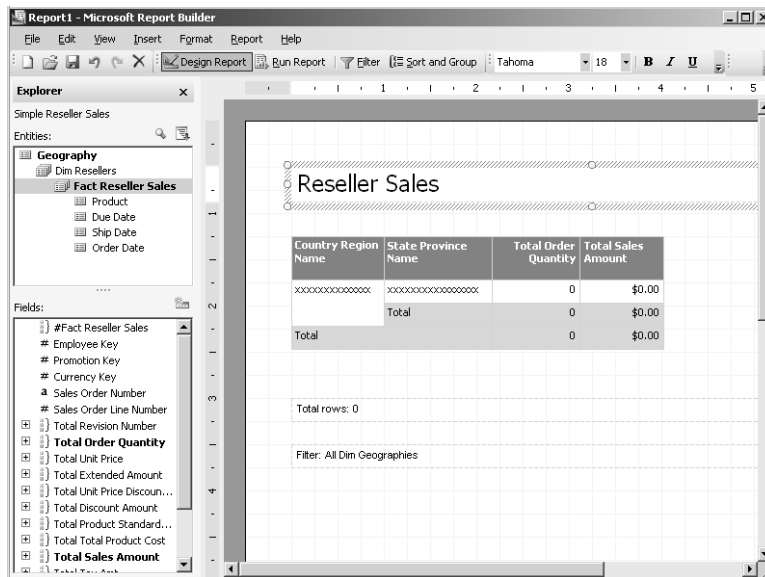 Report1 - Microsoft Report Builder
File Edit View Insert Format Report Help
Design Report Run Report Filter Sort and Group Tahoma 18 B I U
Explorer x
Simple Reseller Sales
Entities:
Geography
Dim Resellers
Fact Reseller Sales
Product
Due Date
Ship Date
Order Date
Fields:
#Fact Reseller Sales
# Employee Key
# Promotion Key
# Currency Key
a Sales Order Number
# Sales Order Line Number
Total Revision Number
Total Order Quantity
Total Unit Price
Total Extended Amount
Total Unit Price Discoun...
Total Discount Amount
Total Product Standard...
Total Total Product Cost
Total Sales Amount
1 2 3 4 5
1
2
3
4
Reseller Sales
Country Region Name State Province Name Total Order Quantity Total Sales Amount
xxxxxxxxxxxxx xxxxxxxxxxxxxxxx 0 $0.00
Total 0 $0.00
Total 0 $0.00
Total rows: 0
Filter: All Dim Geographies